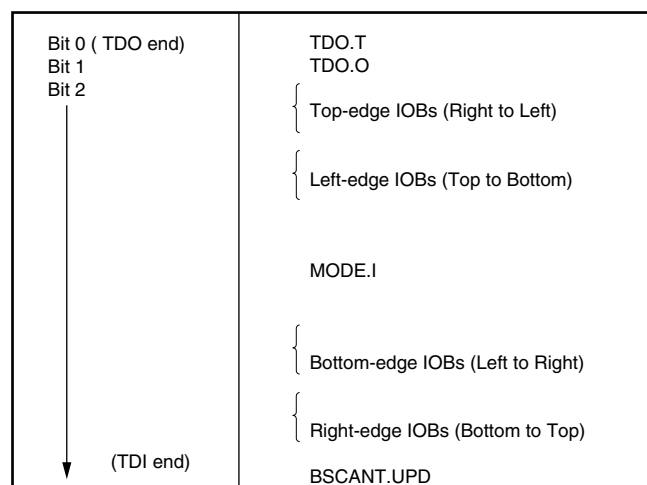 Bit 0 ( TDO end)
Bit 1
Bit 2
(TDI end)
TDO.T
TDO.O
Top-edge IOBs (Right to Left)
Left-edge IOBs (Top to Bottom)
MODE.I
Bottom-edge IOBs (Left to Right)
Right-edge IOBs (Bottom to Top)
BSCANT.UPD